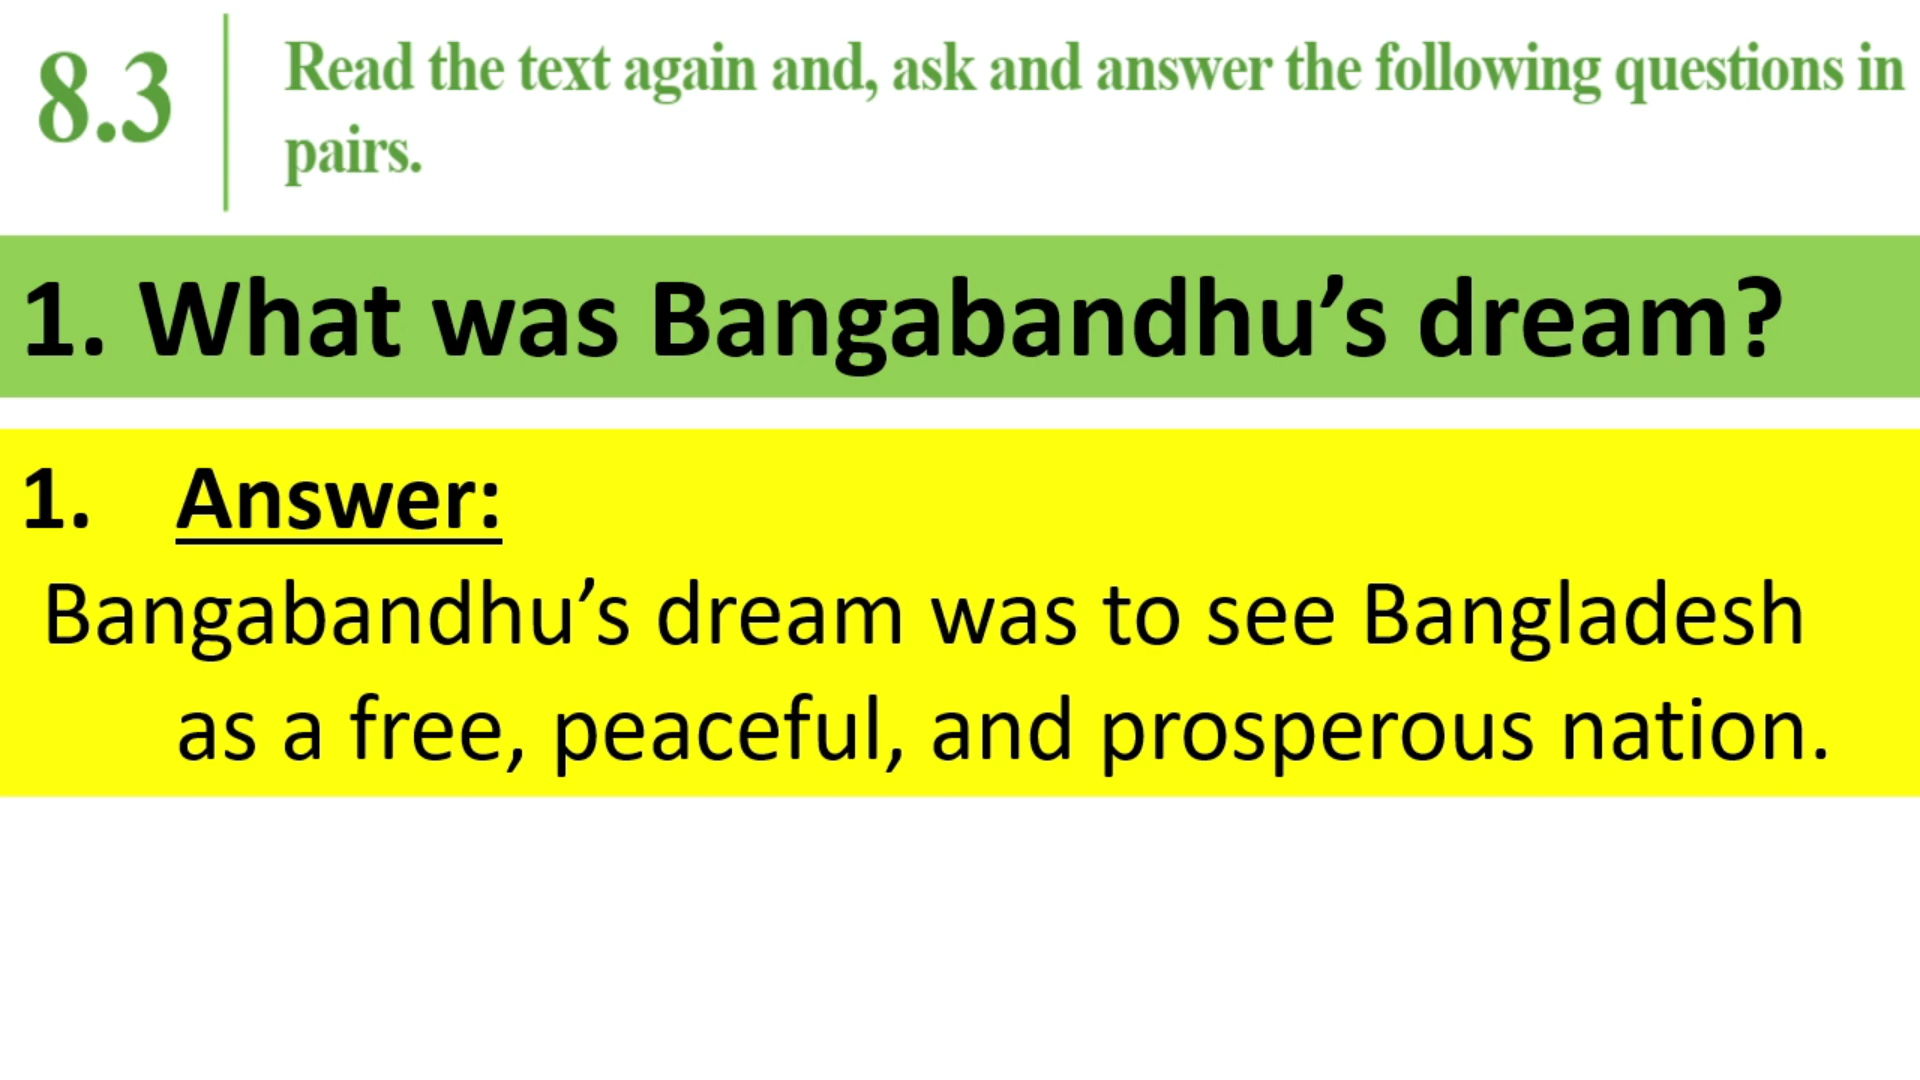 8.3
Read the text again and, ask and answer the following questions in
pairs.
1. What was Bangabandhu’s dream?
1. Answer:
Bangabandhu’s dream was to see Bangladesh
as a free, peaceful, and prosperous nation.